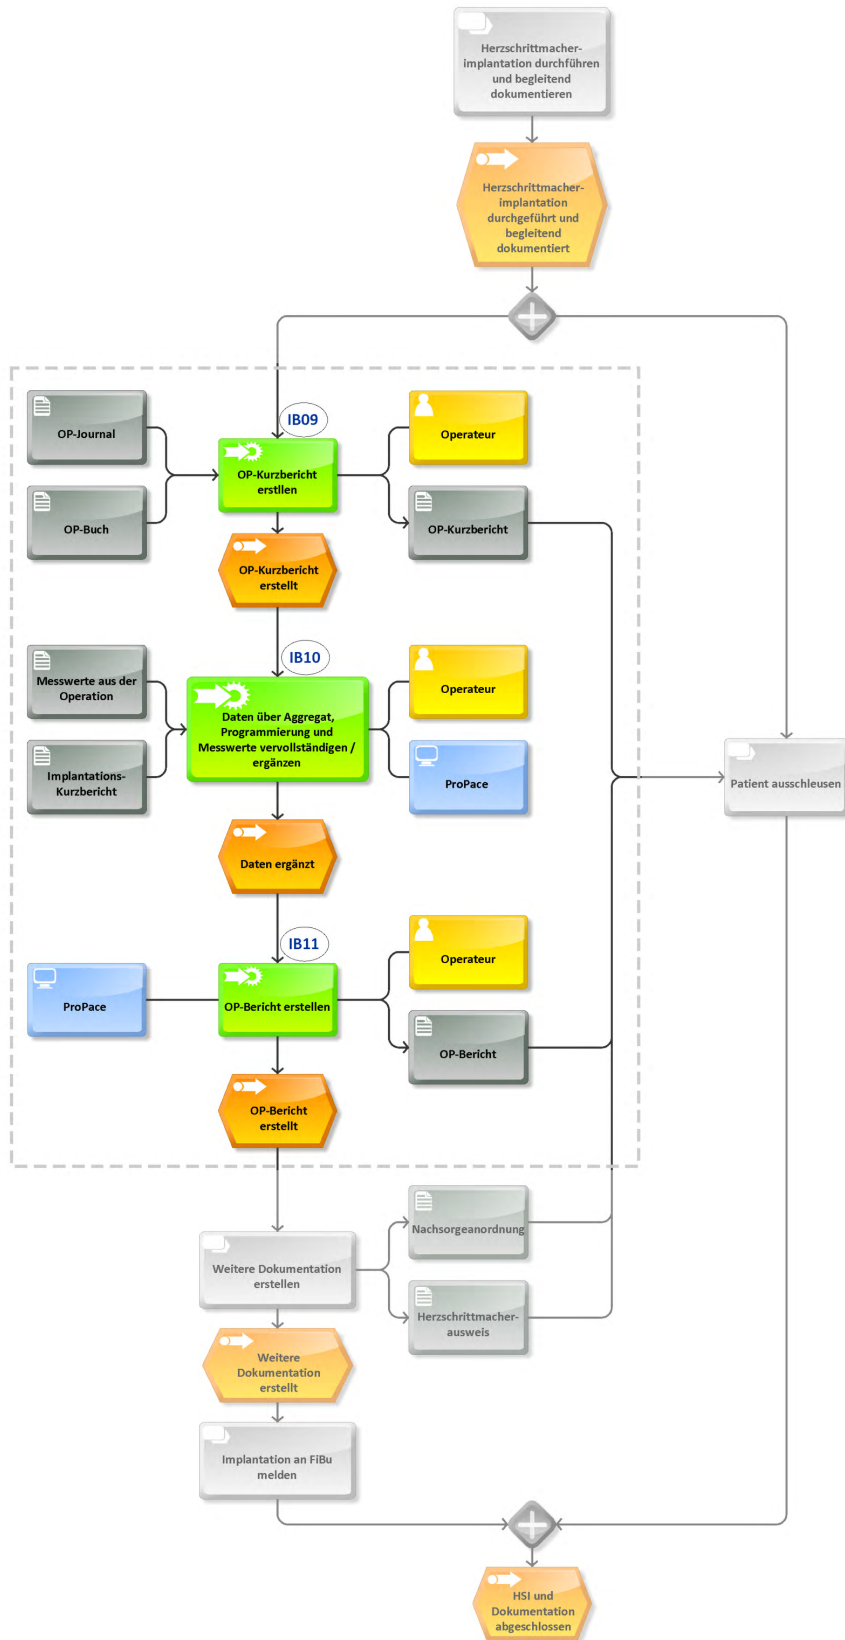 Herzschrittmacher-
implantation durchführen
und begleitend
dokumentieren
Herzschrittmacher-
implantation
durchgeführt und
begleitend
dokumentiert
OP-Journal
OP-Buch
IB09
OP-Kurzbericht
erstllen
Operateur
OP-Kurzbericht
OP-Kurzbericht
erstellt
Messwerte aus der
Operation
Implantations-
Kurzbericht
IB10
Daten über Aggregat,
Programmierung und
Messwerte vervollständigen /
ergänzen
Operateur
ProPace
Patient ausschleusen
Daten ergänzt
IB11
ProPace
OP-Bericht erstellen
Operateur
OP-Bericht
OP-Bericht
erstellt
Weitere Dokumentation
erstellen
Nachsorgeanordnung
Herzschrittmacher-
ausweis
Weitere
Dokumentation
erstellt
Implantation an FiBu
melden
HSI und
Dokumentation
abgeschlossen